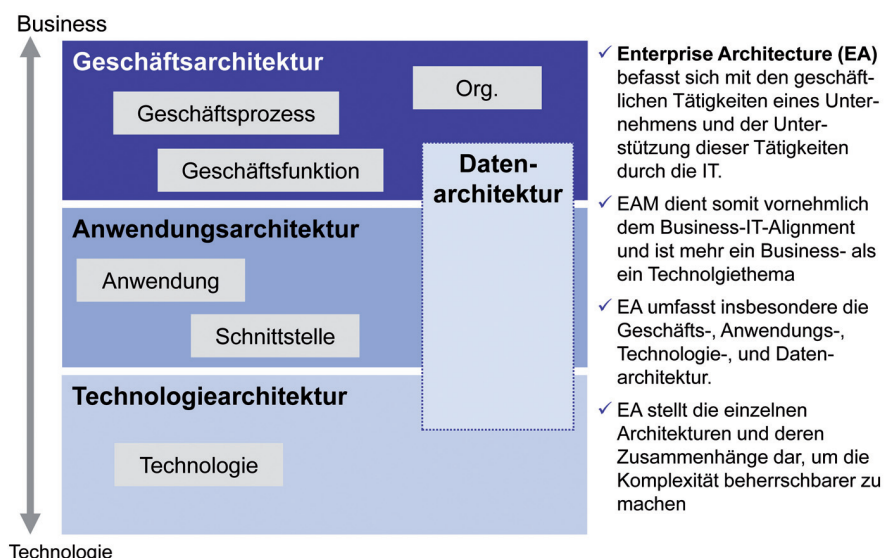 Business
Geschäftsarchitektur
Org.
Geschäftsprozess
Geschäftsfunktion
Daten-
architektur
Anwendungsarchitektur
Anwendung
Schnittstelle
Technologiearchitektur
Technologie
Technologie
✓ Enterprise Architecture (EA)
befasst sich mit den geschäft-
lichen Tätigkeiten eines Unter-
nehmens und der Unter-
stützung dieser Tätigkeiten
durch die IT.
✓ EAM dient somit vornehmlich
dem Business-IT-Alignment
und ist mehr ein Business- als
ein Technolgiethema
✓ EA umfasst insbesondere die
Geschäfts-, Anwendungs-,
Technologie-, und Daten-
architektur.
✓ EA stellt die einzelnen
Architekturen und deren
Zusammenhänge dar, um die
Komplexität beherrschbarer zu
machen